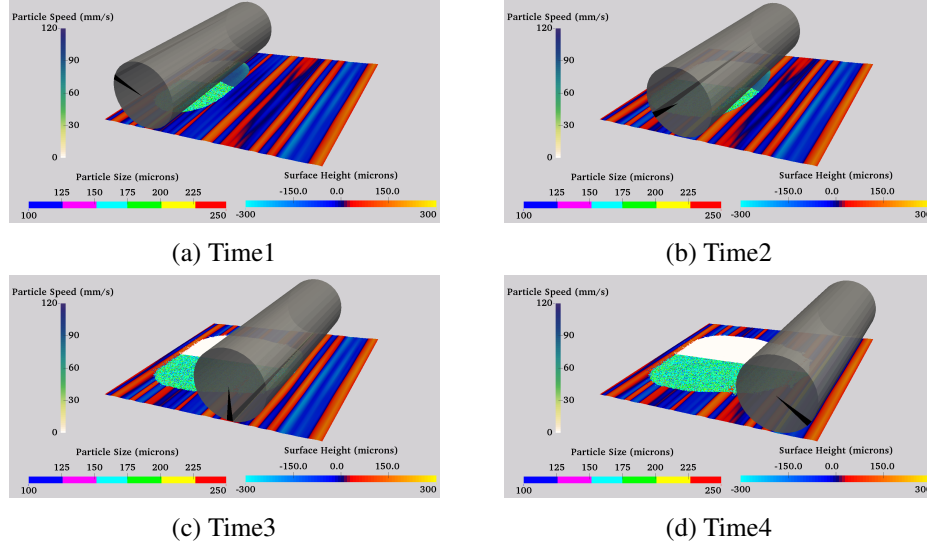 Particle Speed (mm/s)
120
90
60
30
0
Particle Size (microns)
125 150 175 200 225
100 250
Surface Height (microns)
-150.0 0.0 150.0
-300 300
(a) Time1
Particle Speed (mm/s)
120
90
60
30
0
Particle Size (microns)
125 150 175 200 225
100 250
Surface Height (microns)
-150.0 0.0 150.0
-300 300
(b) Time2
Particle Speed (mm/s)
120
90
60
30
0
Particle Size (microns)
125 150 175 200 225
100 250
Surface Height (microns)
-150.0 0.0 150.0
-300 300
(c) Time3
Particle Speed (mm/s)
120
90
60
30
0
Particle Size (microns)
125 150 175 200 225
100 250
Surface Height (microns)
-150.0 0.0 150.0
-300 300
(d) Time4